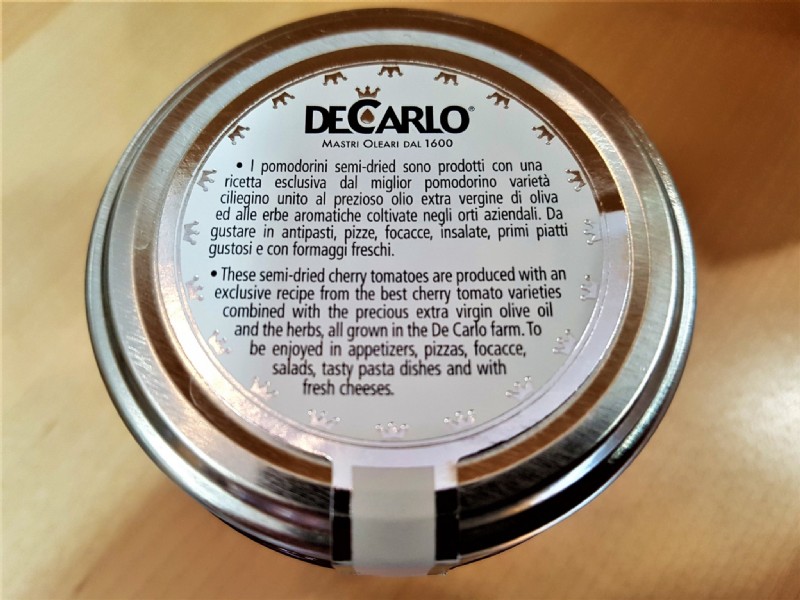 DECARLO®
MASTRI OLEARI DAL 1600
• I pomodorini semi-dried sono prodotti con una
ricetta esclusiva dal miglior pomodorino varietà
ciliegino unito al prezioso olio extra vergine di oliva
ed alle erbe aromatiche coltivate negli orti aziendali. Da
gustare in antipasti, pizze, focacce, insalate, primi piatti
gustosi e con formaggi freschi.
• These semi-dried cherry tomatoes are produced with an
exclusive recipe from the best cherry tomato varieties
combined with the precious extra virgin olive oil
and the herbs, all grown in the De Carlo farm. To
be enjoyed in appetizers, pizzas, focacce,
salads, tasty pasta dishes and with
fresh cheeses.